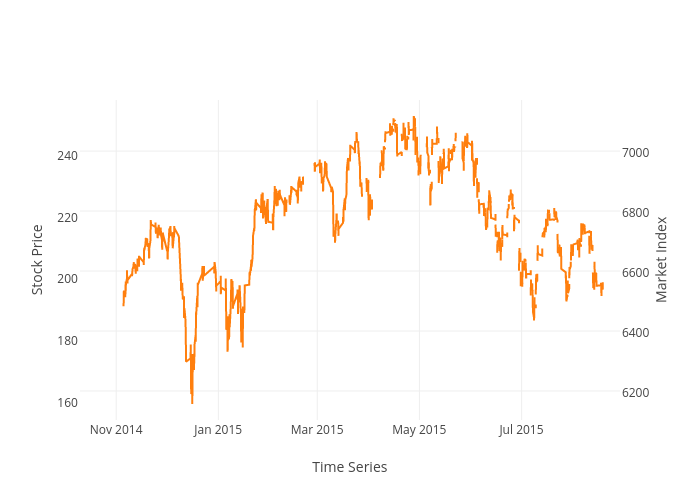 240
220
200
180
160
7000
6800
6600
6400
6200
Stock Price
Market Index
Nov 2014
Jan 2015
Mar 2015
May 2015
Jul 2015
Time Series